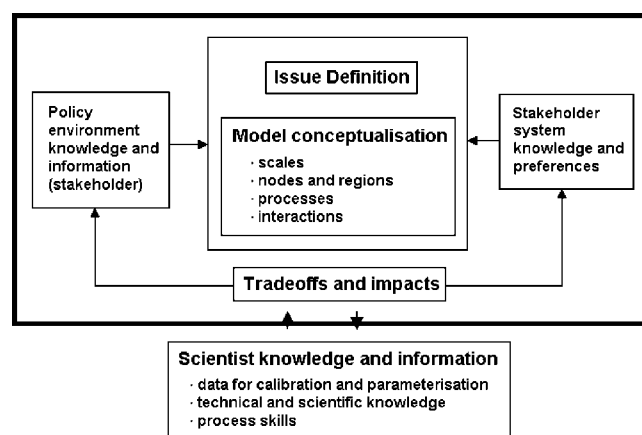 Issue Definition
Policy
environment
knowledge and
information
(stakeholder)
Model conceptualisation
· scales
· nodes and regions
· processes
· interactions
Stakeholder
system
knowledge and
preferences
Tradeoffs and impacts
Scientist knowledge and information
· data for calibration and parameterisation
· technical and scientific knowledge
· process skills